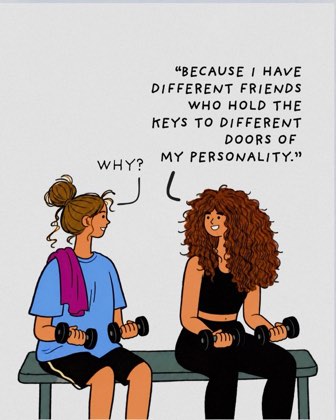 WHY?
"BECAUSE I HAVE
DIFFERENT FRIENDS
WHO HOLD THE
KEYS TO DIFFERENT
DOORS OF
MY PERSONALITY."